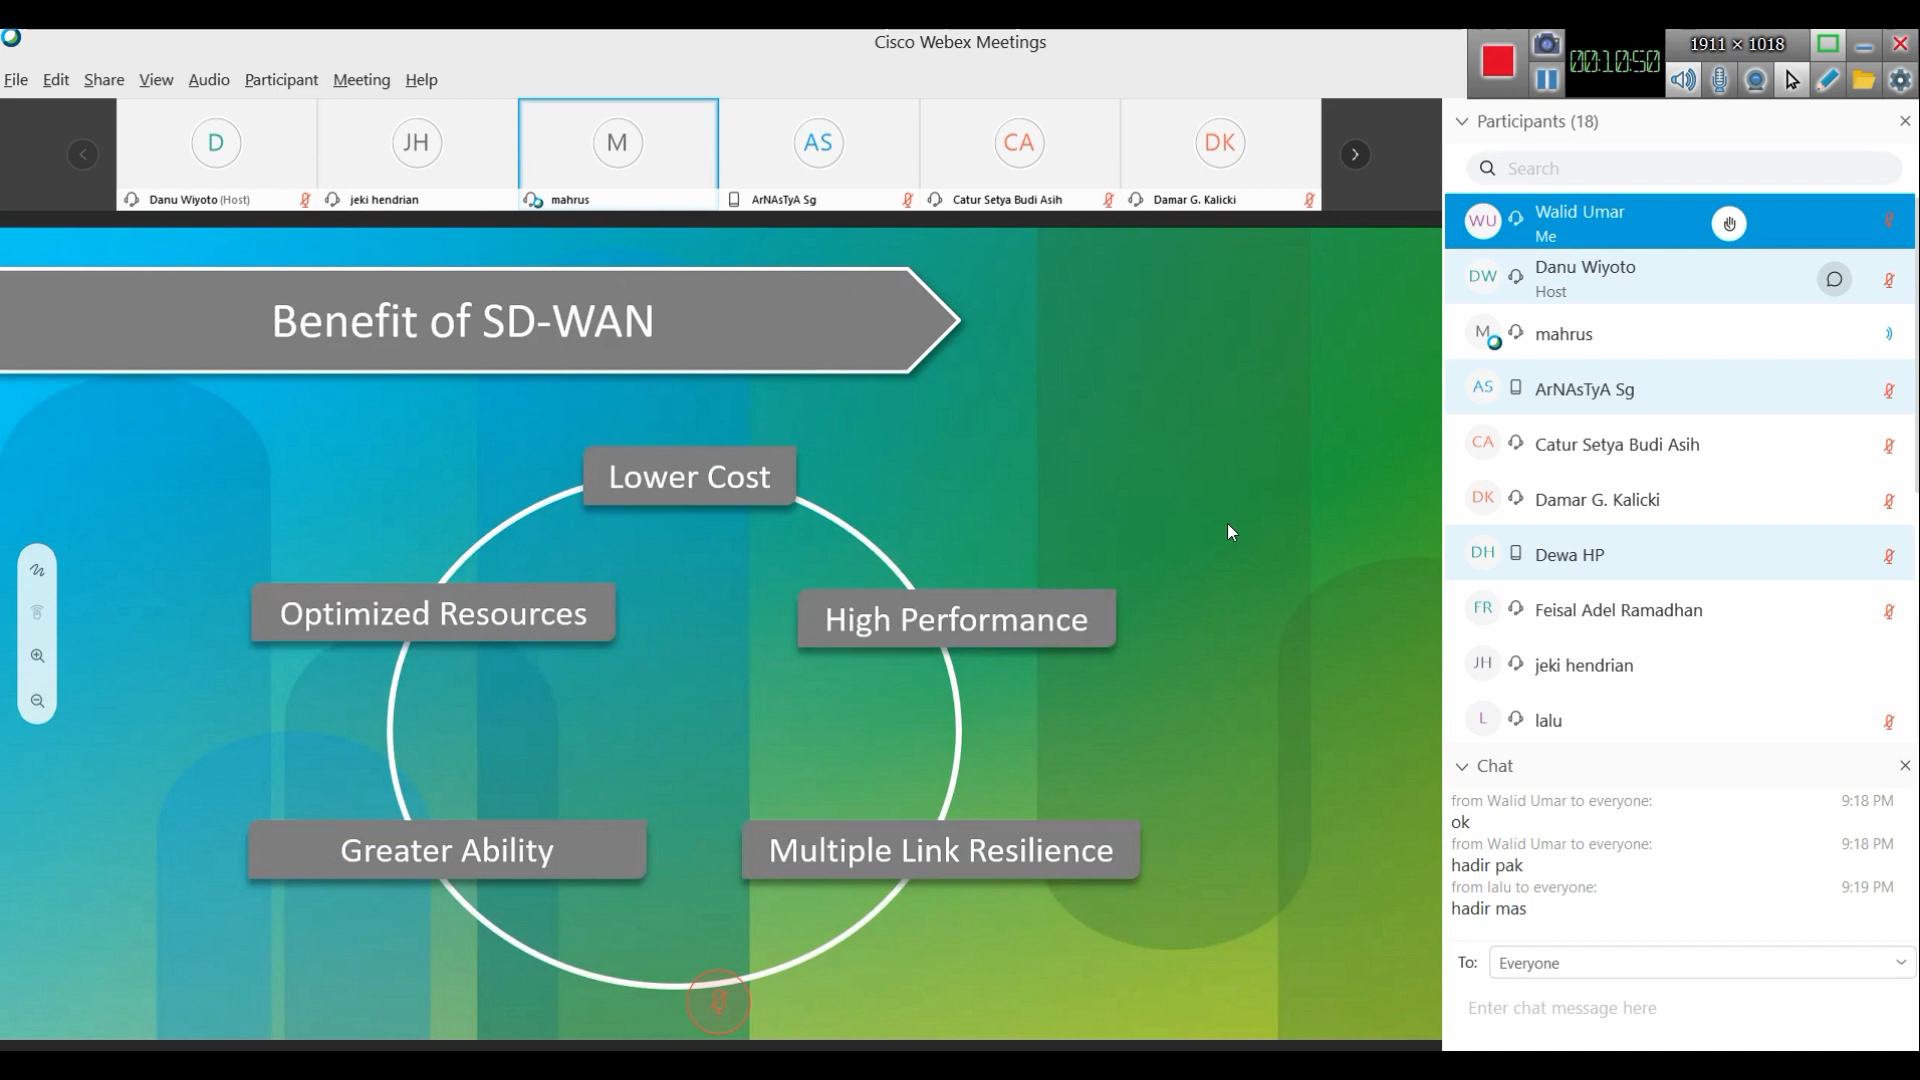 Cisco Webex Meetings
00:10:50
1911 × 1018
File Edit Share View Audio Participant Meeting Help
D
JH
M
AS
CA
DK
Danu Wiyoto (Host)
jeki hendrian
mahrus
ArNAsTyA Sg
Catur Setya Budi Asih
Damar G. Kalicki
Benefit of SD-WAN
Lower Cost
Optimized Resources
High Performance
Greater Ability
Multiple Link Resilience
Participants (18)
Search
WU
Walid Umar
Me
DW
Danu Wiyoto
Host
M
mahrus
AS
ArNAsTyA Sg
CA
Catur Setya Budi Asih
DK
Damar G. Kalicki
DH
Dewa HP
FR
Feisal Adel Ramadhan
JH
jeki hendrian
L
lalu
Chat
from Walid Umar to everyone: 9:18 PM
ok
from Walid Umar to everyone: 9:18 PM
hadir pak
from lalu to everyone: 9:19 PM
hadir mas
To: Everyone
Enter chat message here